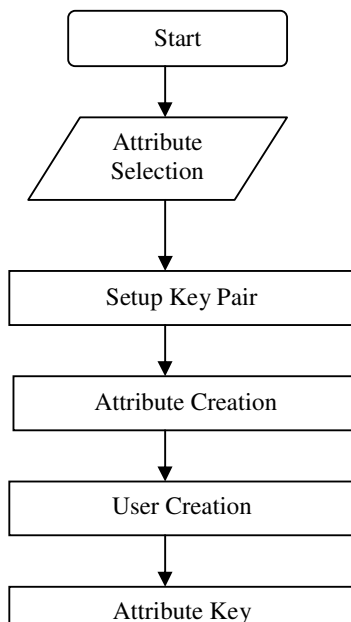 Start
Attribute
Selection
Setup Key Pair
Attribute Creation
User Creation
Attribute Key